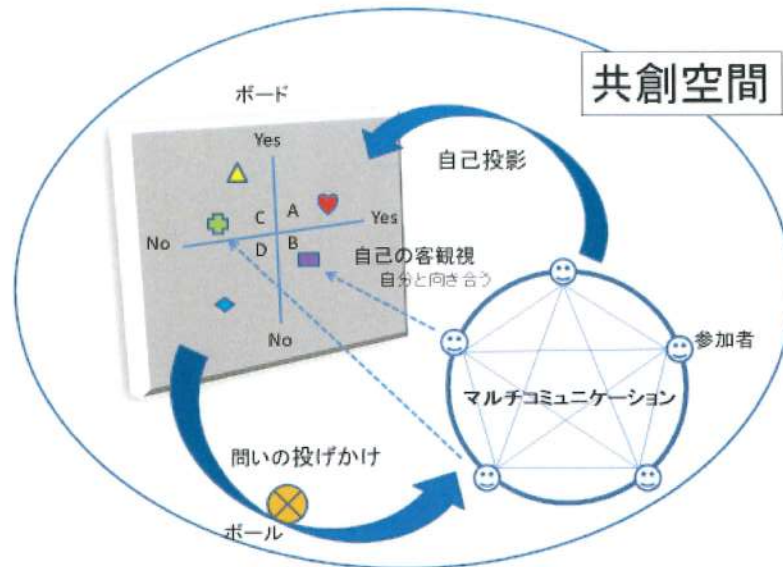 共創空間
ボード
Yes
自己投影
C
A
Yes
No
D
B
自己の客観視
自分と向き合う
No
参加者
マルチコミュニケーション
問いの投げかけ
ボール